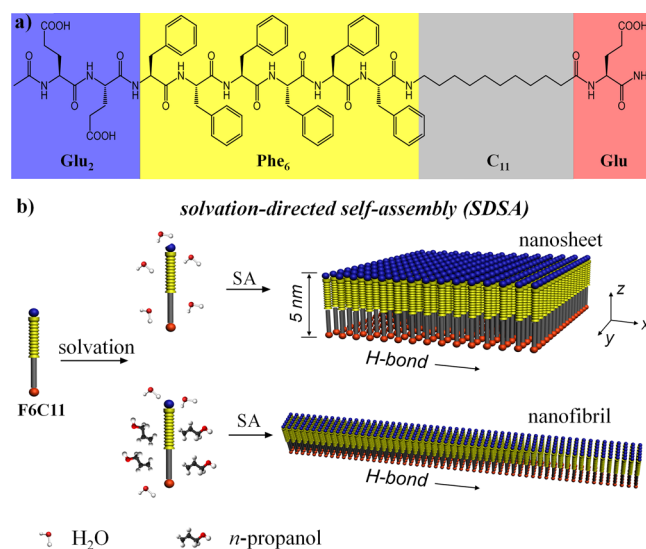 a)
COOH
COOH
H H H H O
N O N O N O N O
N N N N N N NH
H O H O H O H O H H O
COOH
Glu2
Phe6
C11
Glu
b)
solvation-directed self-assembly (SDSA)
nanosheet
SA
5 nm
z
x
y
H-bond
solvation
F6C11
nanofibril
SA
H-bond
H2O
n-propanol